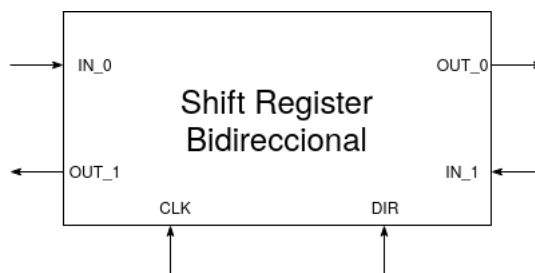 IN_0
OUT_0
Shift Register
Bidireccional
OUT_1
IN_1
CLK
DIR